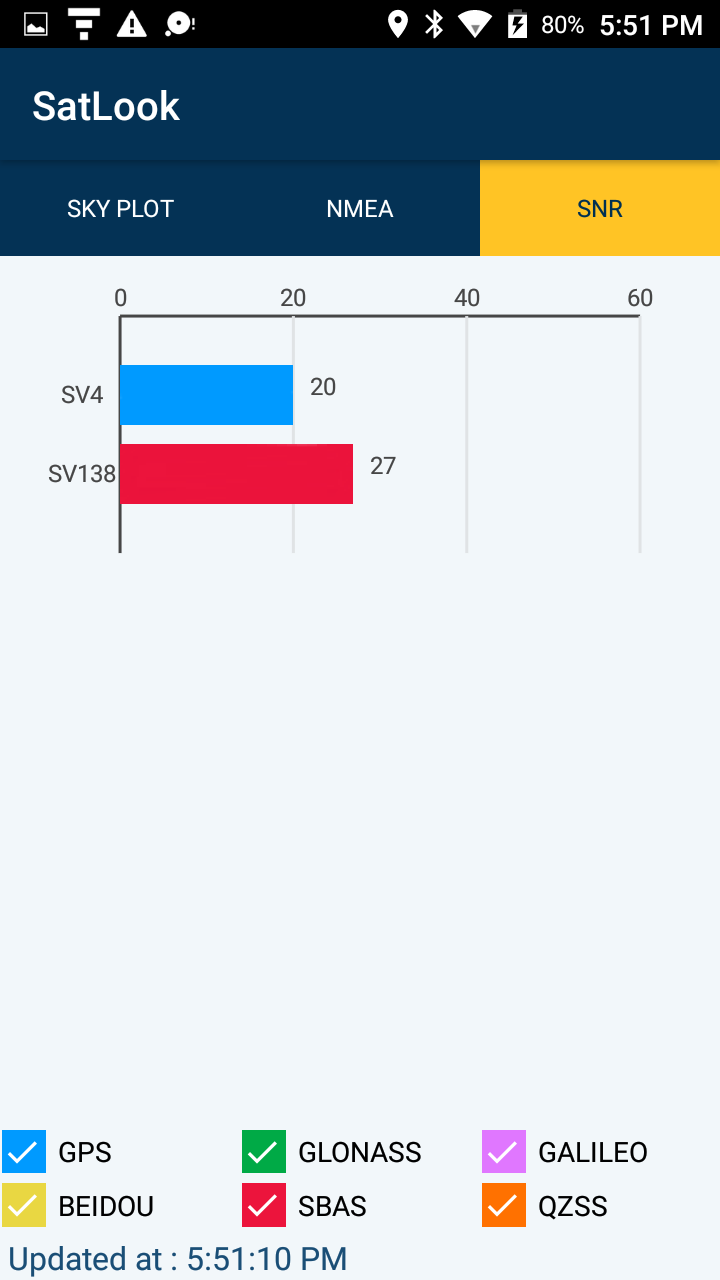 80% 5:51 PM
SatLook
SKY PLOT NMEA SNR
0 20 40 60
SV4 20
SV138 27
GPS GLONASS GALILEO
BEIDOU SBAS QZSS
Updated at : 5:51:10 PM